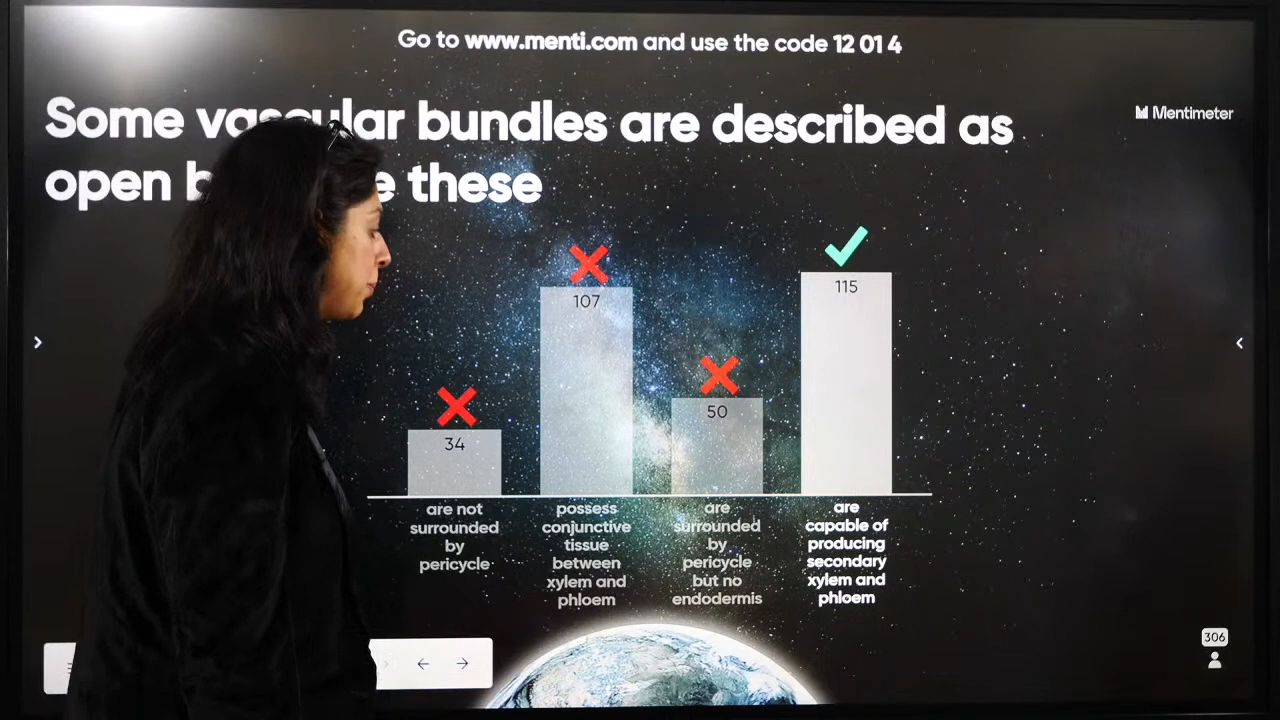 Go to www.menti.com and use the code 12 01 4
Mentimeter
Some vascular bundles are described as
open these
34
107
50
115
are not
surrounded
by
pericycle
possess
conjunctive
tissue
between
xylem and
phloem
are
surrounded
by
pericycle
but no
endodermis
are
capable of
producing
secondary
xylem and
phloem
306